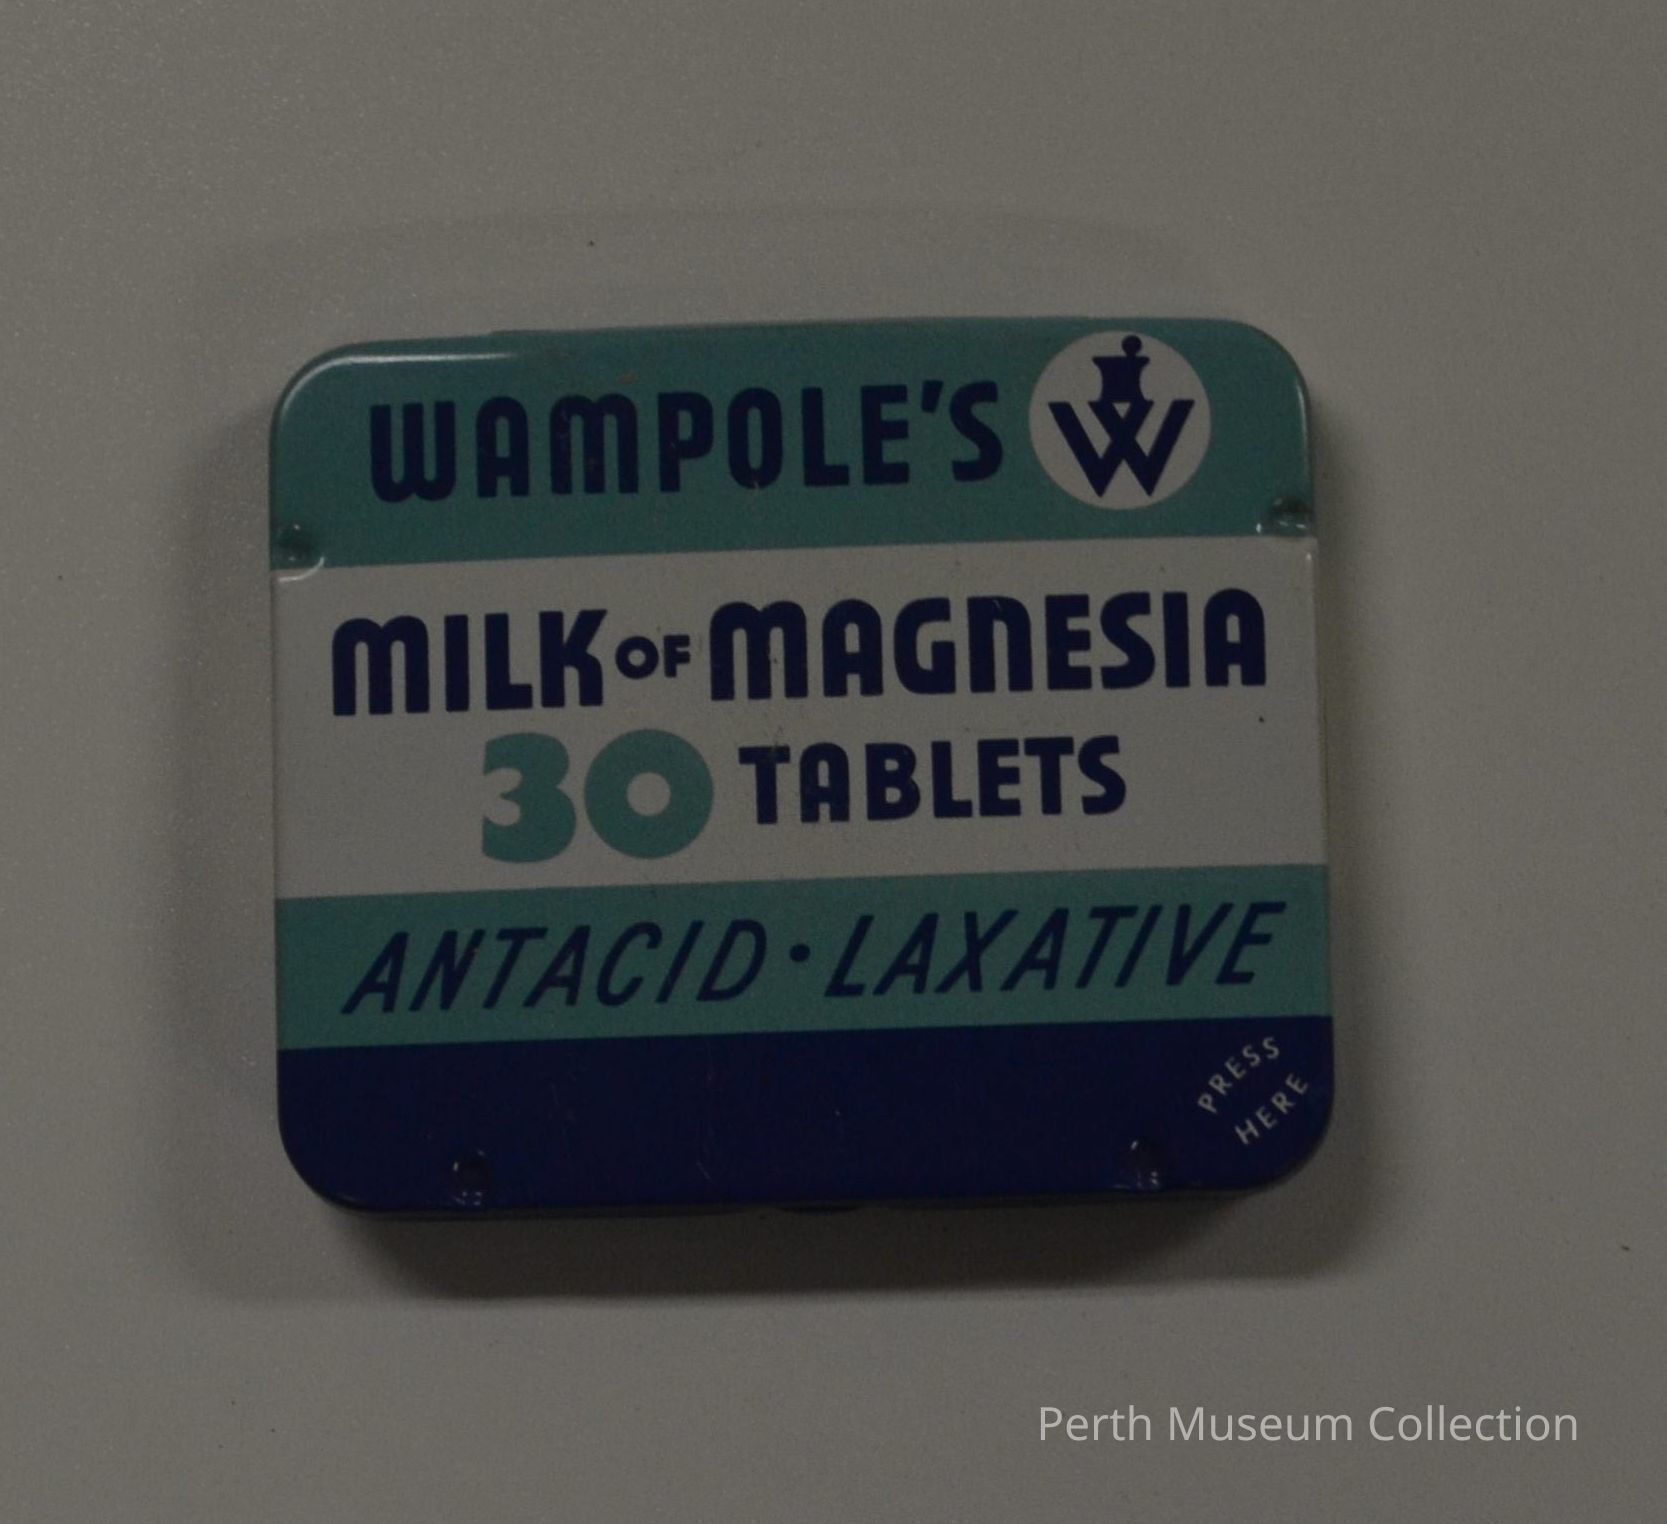 WAMPOLE'S
W
MILK OF MAGNESIA
30 TABLETS
ANTACID · LAXATIVE
PRESS
HERE
Perth Museum Collection